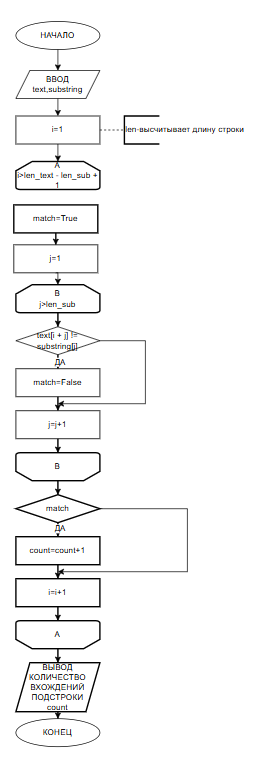 НАЧАЛО
ВВОД
text,substring
i=1
len-высчитывает длину строки
A
i>len_text - len_sub +
1
match=True
j=1
B
j>len_sub
text[i + j] !=
substring[j]
ДА
match=False
j=j+1
B
match
ДА
count=count+1
i=i+1
A
ВЫВОД
КОЛИЧЕСТВО
ВХОЖДЕНИЙ
ПОДСТРОКИ
count
КОНЕЦ